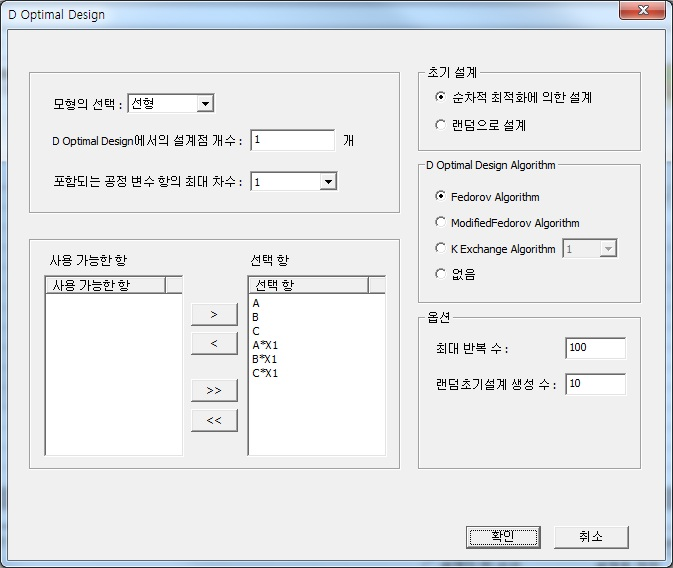 D Optimal Design
모형의 선택 : 선형
D Optimal Design에서의 설계점 개수 : 1 개
포함되는 공정 변수 항의 최대 차수 : 1
사용 가능한 항
사용 가능한 항
>
<
>>
<<
선택 항
선택 항
A
B
C
A*X1
B*X1
C*X1
초기 설계
순차적 최적화에 의한 설계
랜덤으로 설계
D Optimal Design Algorithm
Fedorov Algorithm
ModifiedFedorov Algorithm
K Exchange Algorithm 1
없음
옵션
최대 반복 수 : 100
랜덤초기설계 생성 수 : 10
확인 취소